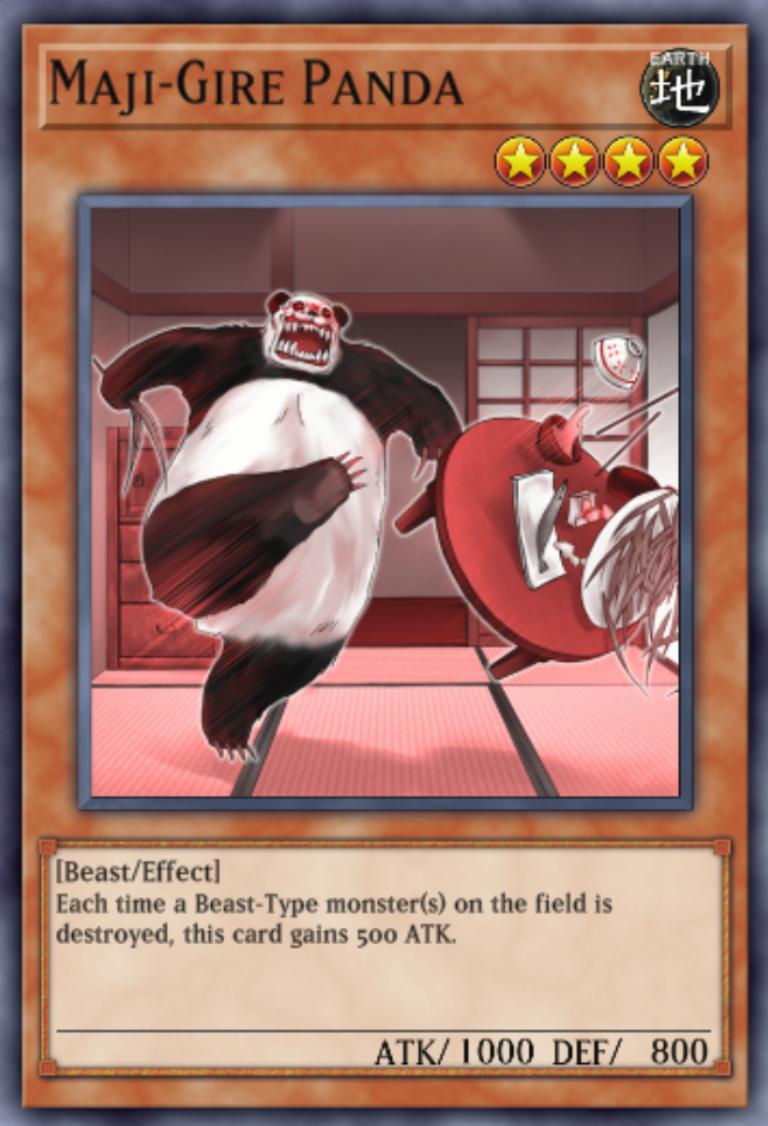 Maji-Gire Panda
EARTH
地
[Beast/Effect]
Each time a Beast-Type monster(s) on the field is
destroyed, this card gains 500 ATK.
ATK/ 1000 DEF/ 800